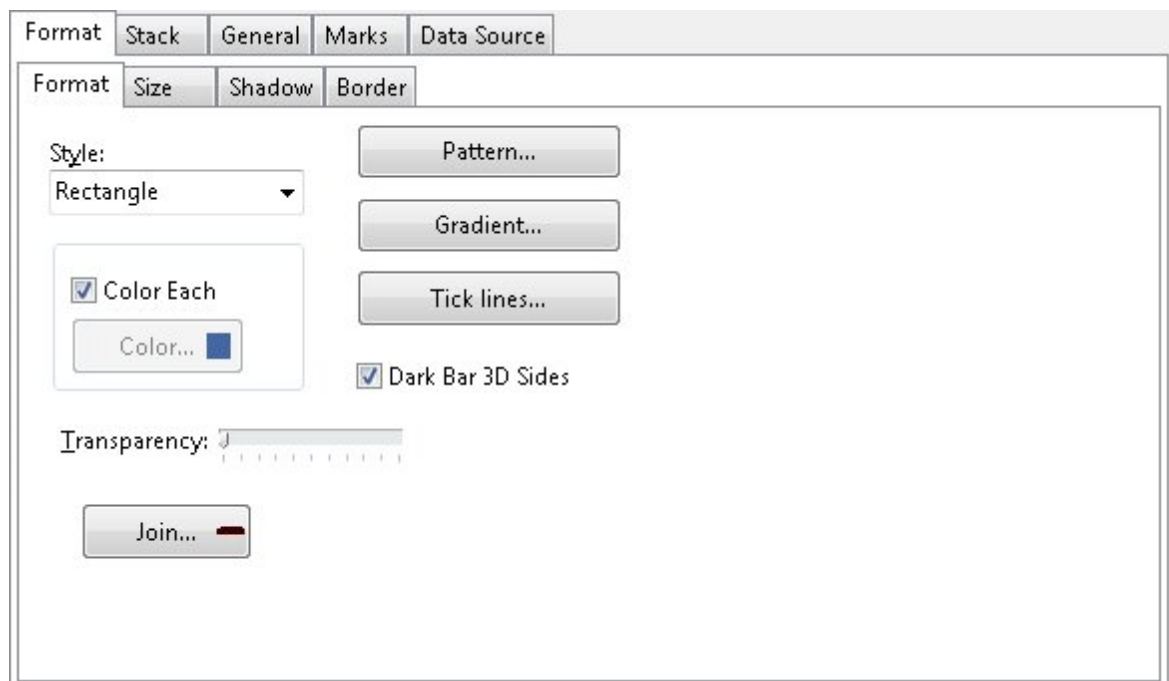 Format Stack General Marks Data Source
Format Size Shadow Border
Style:
Rectangle
Color Each
Color...
Transparency:
Join...
Pattern...
Gradient...
Tick lines...
Dark Bar 3D Sides